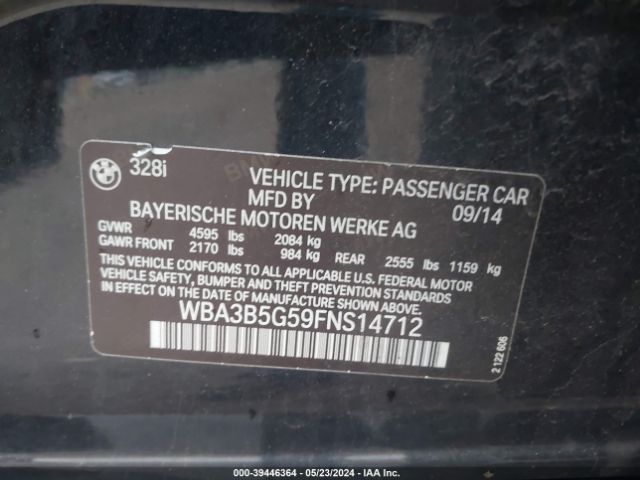 328i
VEHICLE TYPE: PASSENGER CAR
MFD BY 09/14
BAYERISCHE MOTOREN WERKE AG
GVWR 4595 lbs 2084 kg
GAWR FRONT 2170 lbs 984 kg REAR 2555 lbs 1159 kg
THIS VEHICLE CONFORMS TO ALL APPLICABLE U.S. FEDERAL MOTOR
VEHICLE SAFETY, BUMPER AND THEFT PREVENTION STANDARDS
IN EFFECT ON THE DATE OF MANUFACTURE SHOWN ABOVE.
WBA3B5G59FNS14712
2 122 606
000-39446364 - 05/23/2024 - IAA Inc.